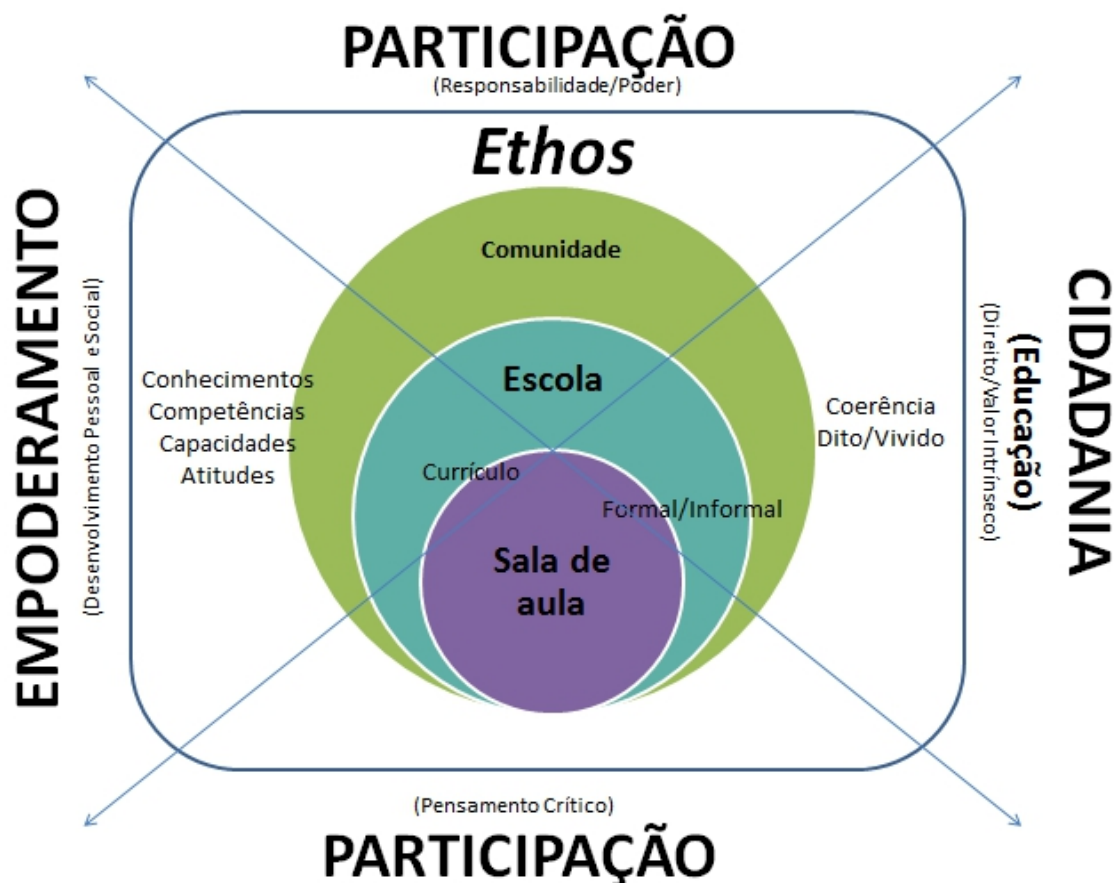 PARTICIPAÇÃO
(Responsabilidade/Poder)
Ethos
EMPODERAMENTO
(Desenvolvimento Pessoal e Social)
Comunidade
Escola
Conhecimentos
Competências
Capacidades
Atitudes
Coerência
Dito/Vivido
Currículo
Formal/Informal
Sala de
aula
(Direito/Valor Intrínseco)
(Educação)
CIDADANIA
(Pensamento Crítico)
PARTICIPAÇÃO